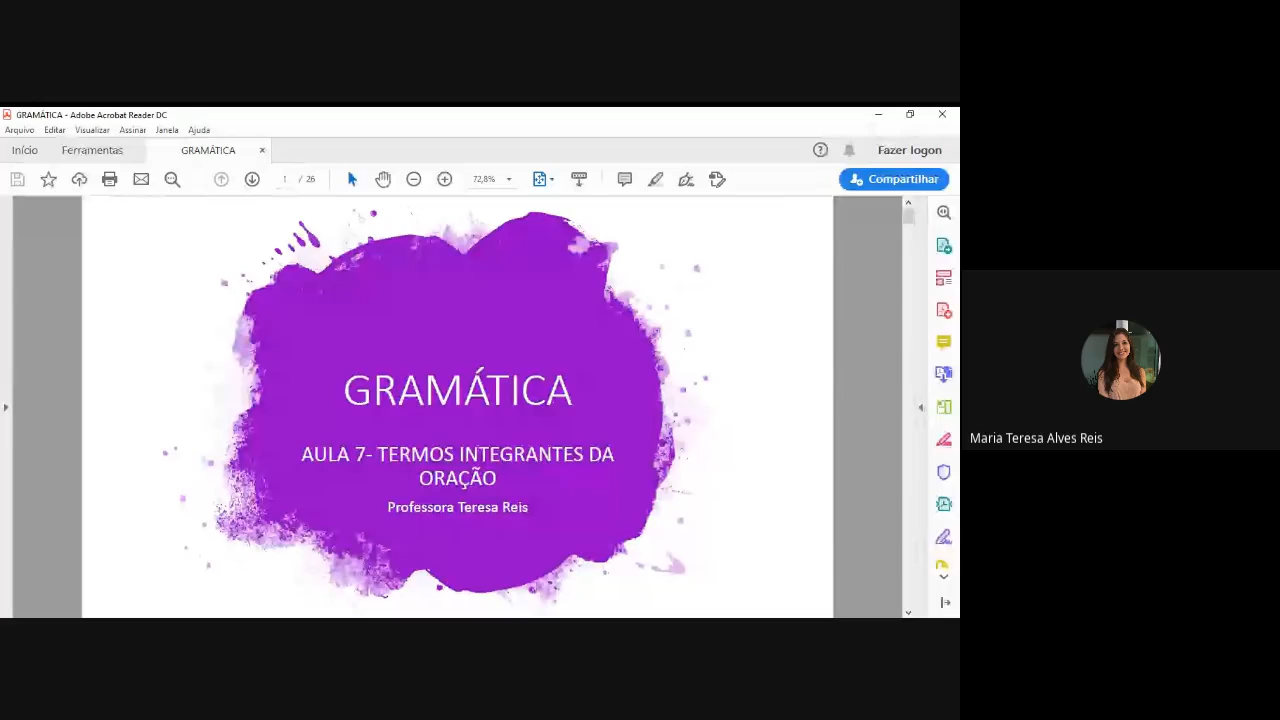 GRAMÁTICA - Adobe Acrobat Reader DC
Arquivo Editar Visualizar Assinar Janela Ajuda
Início Ferramentas GRAMÁTICA × Fazer logon
1 / 26 72,8% Compartilhar
GRAMÁTICA
AULA 7- TERMOS INTEGRANTES DA
ORAÇÃO
Professora Teresa Reis
Maria Teresa Alves Reis